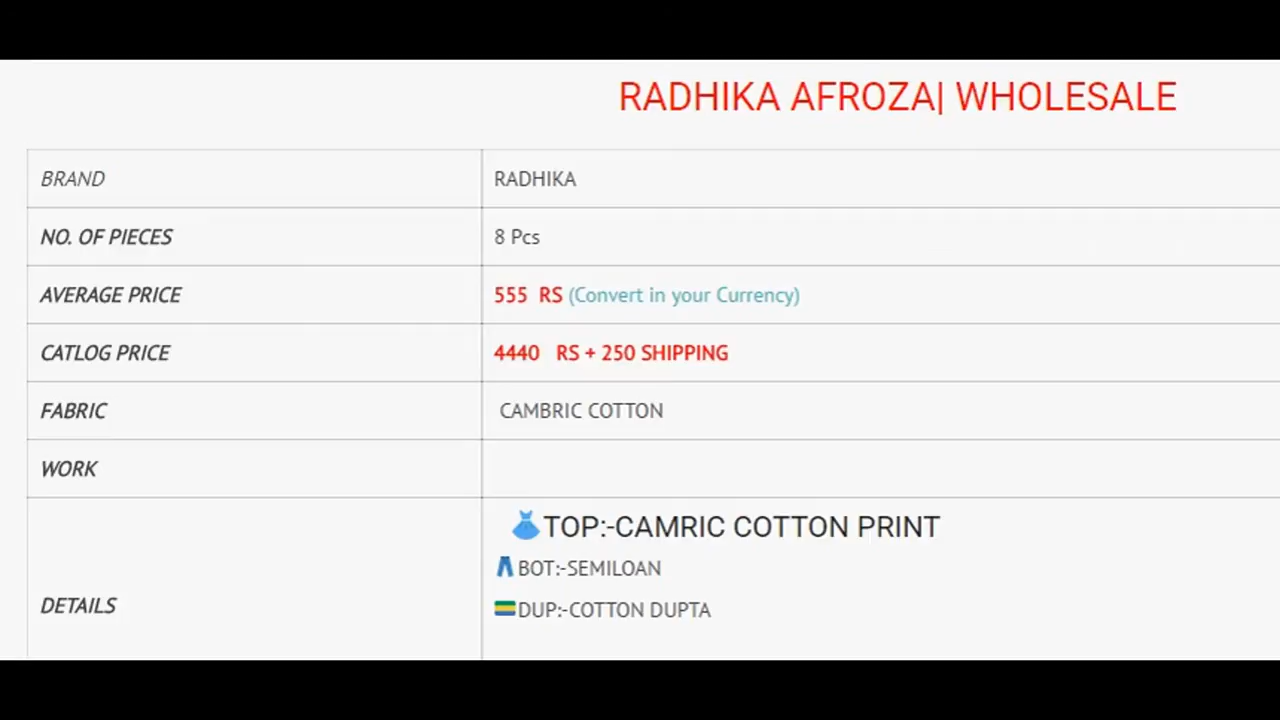 RADHIKA AFROZA| WHOLESALE
BRAND RADHIKA
NO. OF PIECES 8 Pcs
AVERAGE PRICE 555 RS (Convert in your Currency)
CATLOG PRICE 4440 RS + 250 SHIPPING
FABRIC CAMBRIC COTTON
WORK
TOP:-CAMRIC COTTON PRINT
BOT:-SEMILOAN
DETAILS DUP:-COTTON DUPTA